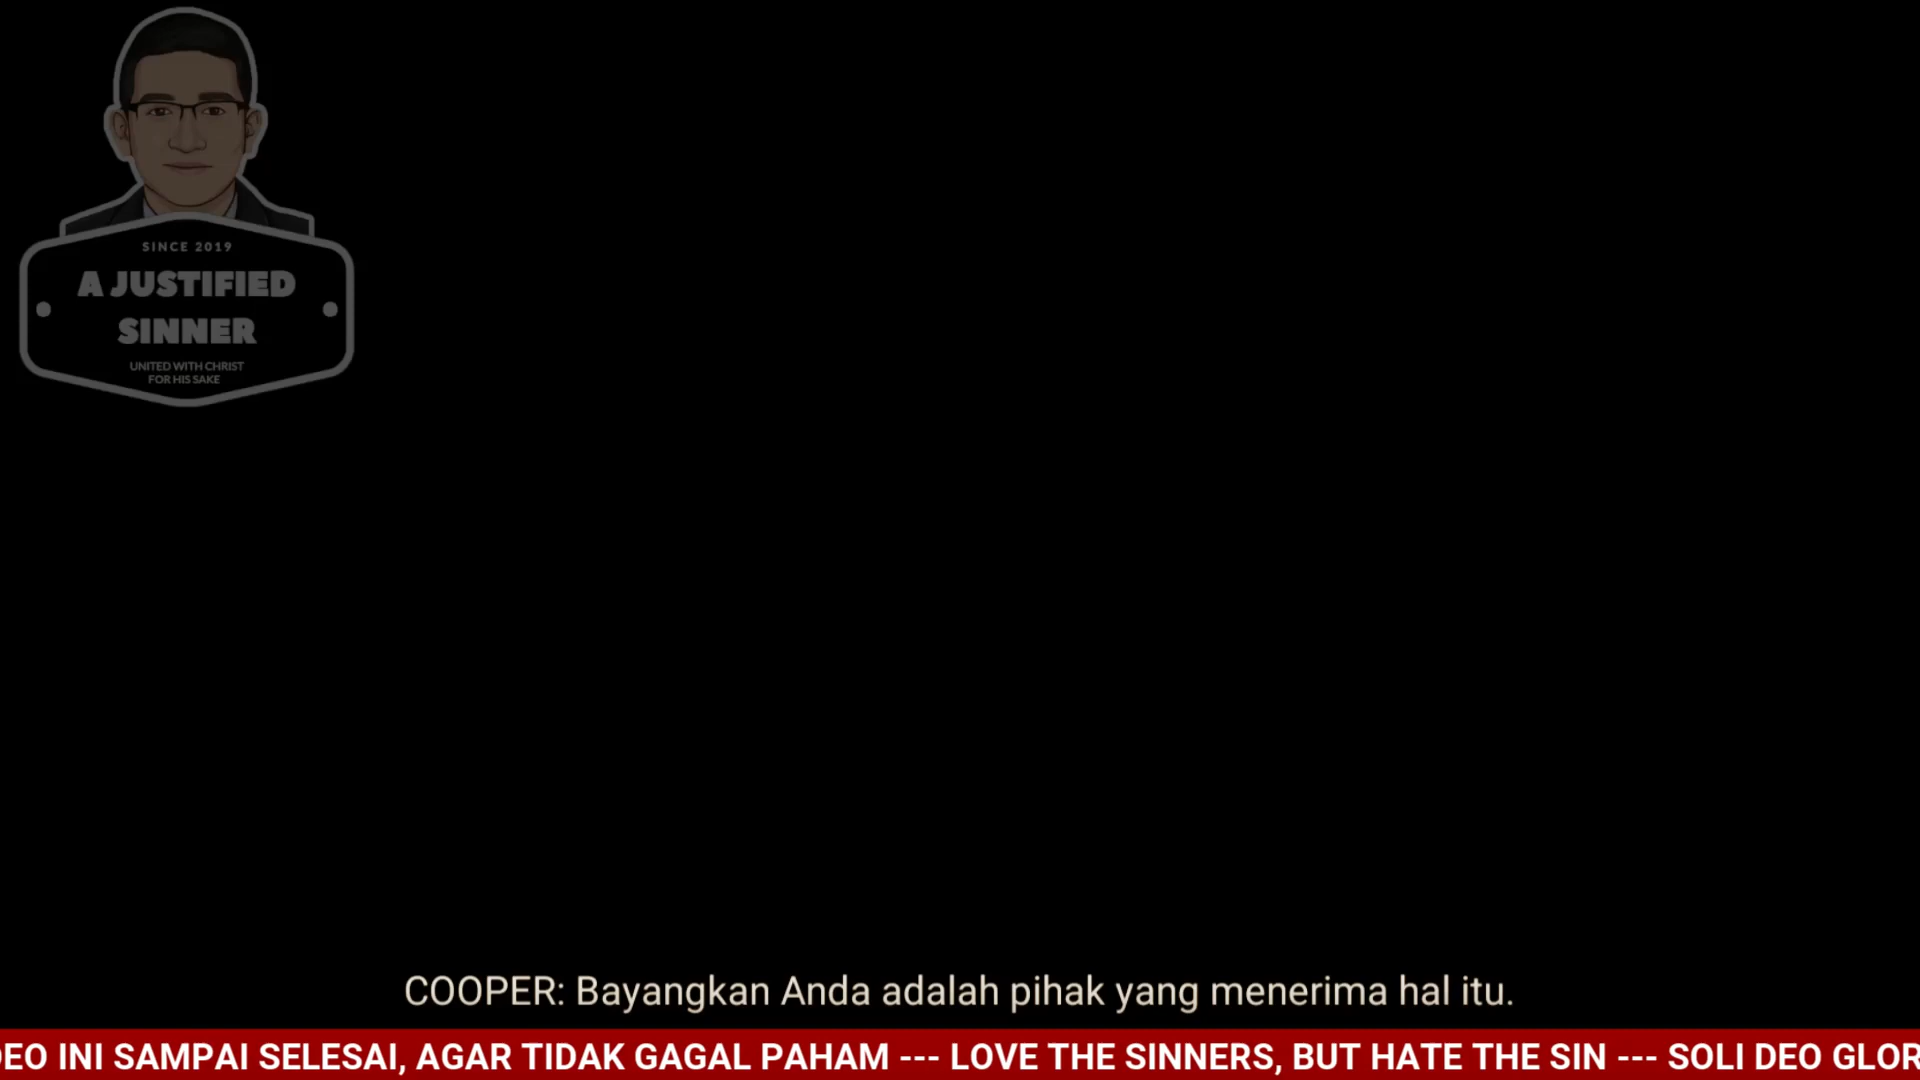 SINCE 2019
A JUSTIFIED
SINNER
UNITED WITH CHRIST
FOR HIS SAKE
COOPER: Bayangkan Anda adalah pihak yang menerima hal itu.
DEO INI SAMPAI SELESAI, AGAR TIDAK GAGAL PAHAM --- LOVE THE SINNERS, BUT HATE THE SIN --- SOLI DEO GLOR